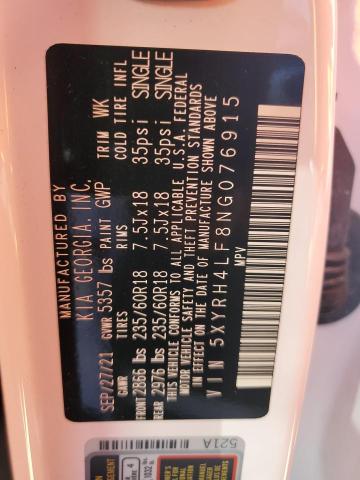 MANUFACTURED BY
KIA GEORGIA, INC.
SEP/27/21 GVWR 5357 lbs PAINT GWP TRIM WK
GAWR TIRES RIMS COLD TIRE INFL
FRONT 2866 lbs 235/60R18 7.5Jx18 35psi SINGLE
REAR 2976 lbs 235/60R18 7.5Jx18 35psi SINGLE
THIS VEHICLE CONFORMS TO ALL APPLICABLE U.S.A. FEDERAL
MOTOR VEHICLE SAFETY AND THEFT PREVENTION STANDARDS
IN EFFECT ON THE DATE OF MANUFACTURE SHOWN ABOVE
VIN 5XYRH4LF8NG076915
MPV
521A